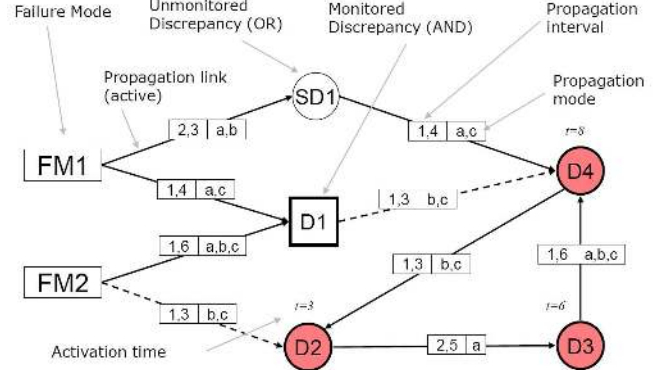 Failure Mode
Unmonitored
Discrepancy (OR)
Monitored
Discrepancy (AND)
Propagation
interval
Propagation link
(active)
Propagation
mode
SD1
2,3 a,b
1,4 a,c
t=8
FM1
D4
1,4 a,c
1,3 b,c
D1
1,6 a,b,c
1,3 b,c
1,6 a,b,c
FM2
1,3 b,c
t=3
t=6
D2
2,5 a
D3
Activation time